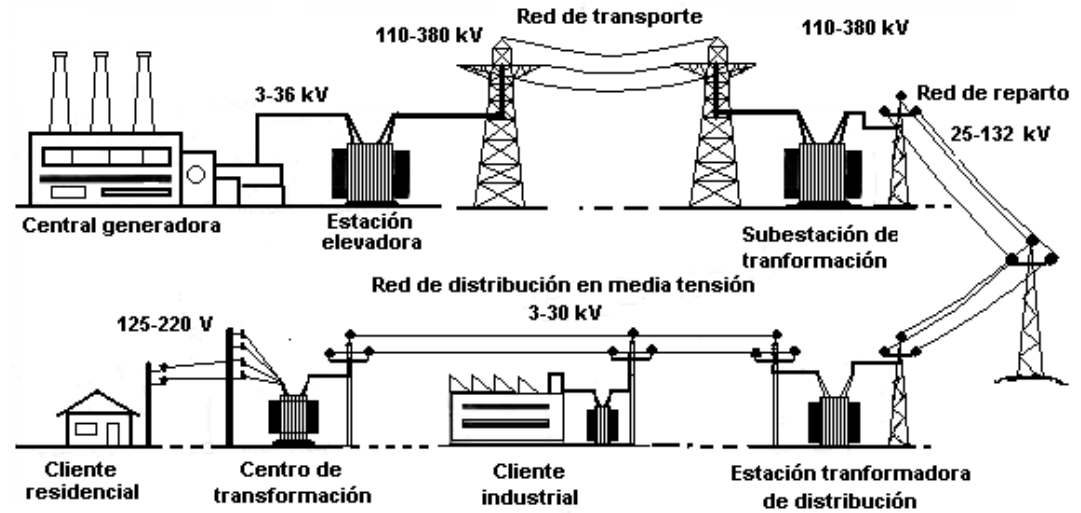 Red de transporte
110-380 kV
110-380 kV
3-36 kV
Red de reparto
25-132 kV
Central generadora
Estación
elevadora
Subestación de
tranformación
Red de distribución en media tensión
3-30 kV
125-220 V
Cliente
residencial
Centro de
transformación
Cliente
industrial
Estación tranformadora
de distribución